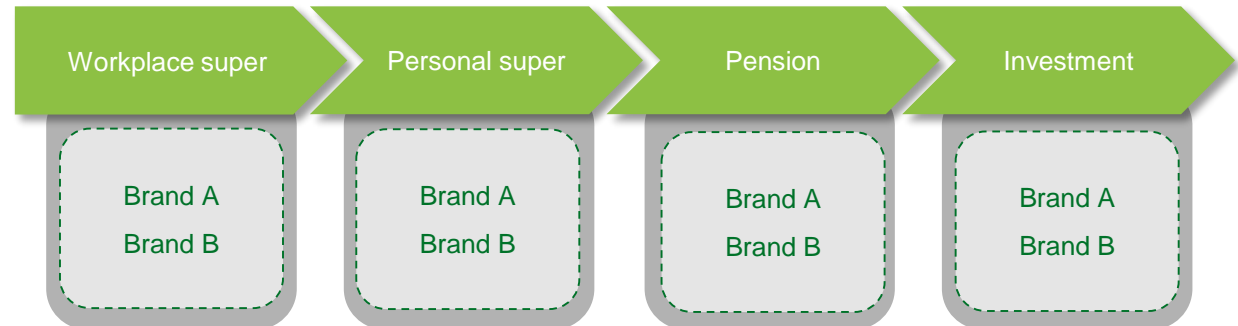 Workplace super
Personal super
Pension
Investment
Brand A
Brand B
Brand A
Brand B
Brand A
Brand B
Brand A
Brand B